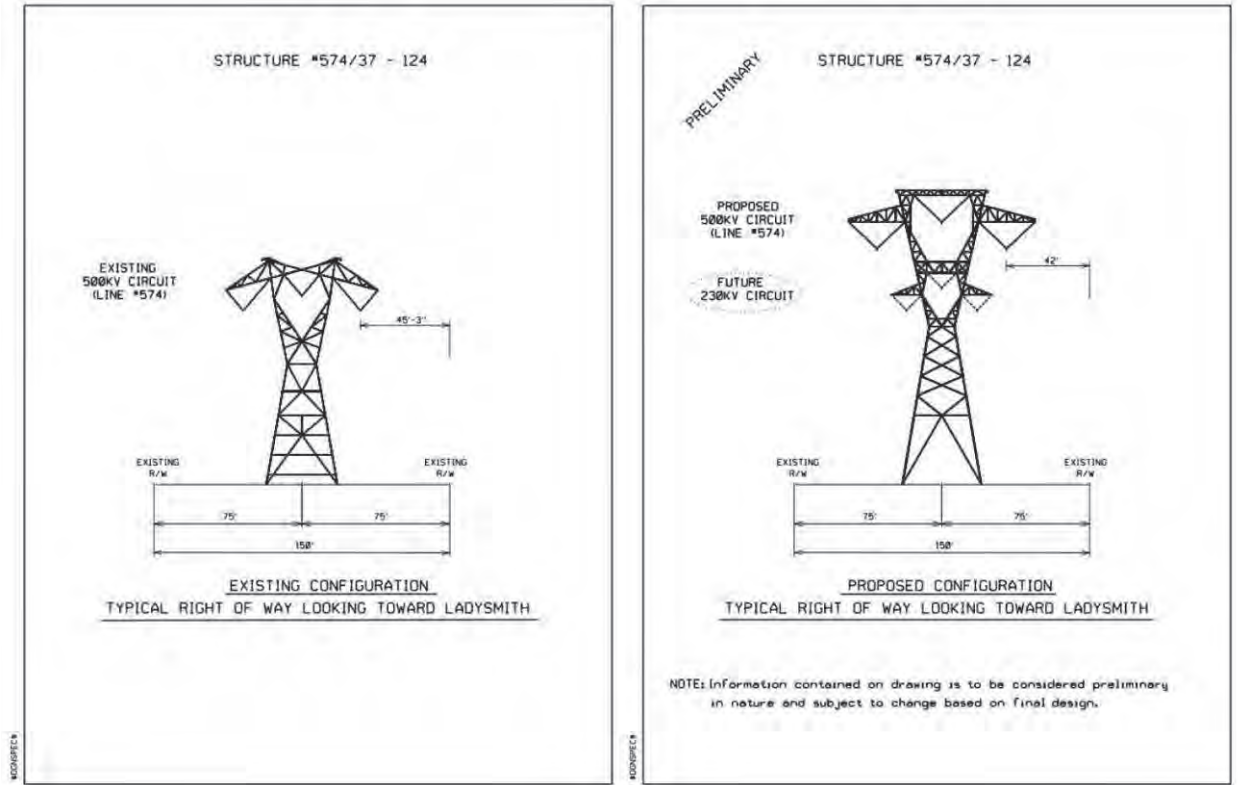 STRUCTURE #574/37 - 124
EXISTING
500KV CIRCUIT
(LINE #574)
45'-3"
EXISTING
R/W
EXISTING
R/W
75'
75'
150'
EXISTING CONFIGURATION
TYPICAL RIGHT OF WAY LOOKING TOWARD LADYSMITH
PRELIMINARY
STRUCTURE #574/37 - 124
PROPOSED
500KV CIRCUIT
(LINE #574)
42'
FUTURE
230KV CIRCUIT
EXISTING
R/W
EXISTING
R/W
75'
75'
150'
PROPOSED CONFIGURATION
TYPICAL RIGHT OF WAY LOOKING TOWARD LADYSMITH
NOTE: Information contained on drawing is to be considered preliminary
in nature and subject to change based on final design.